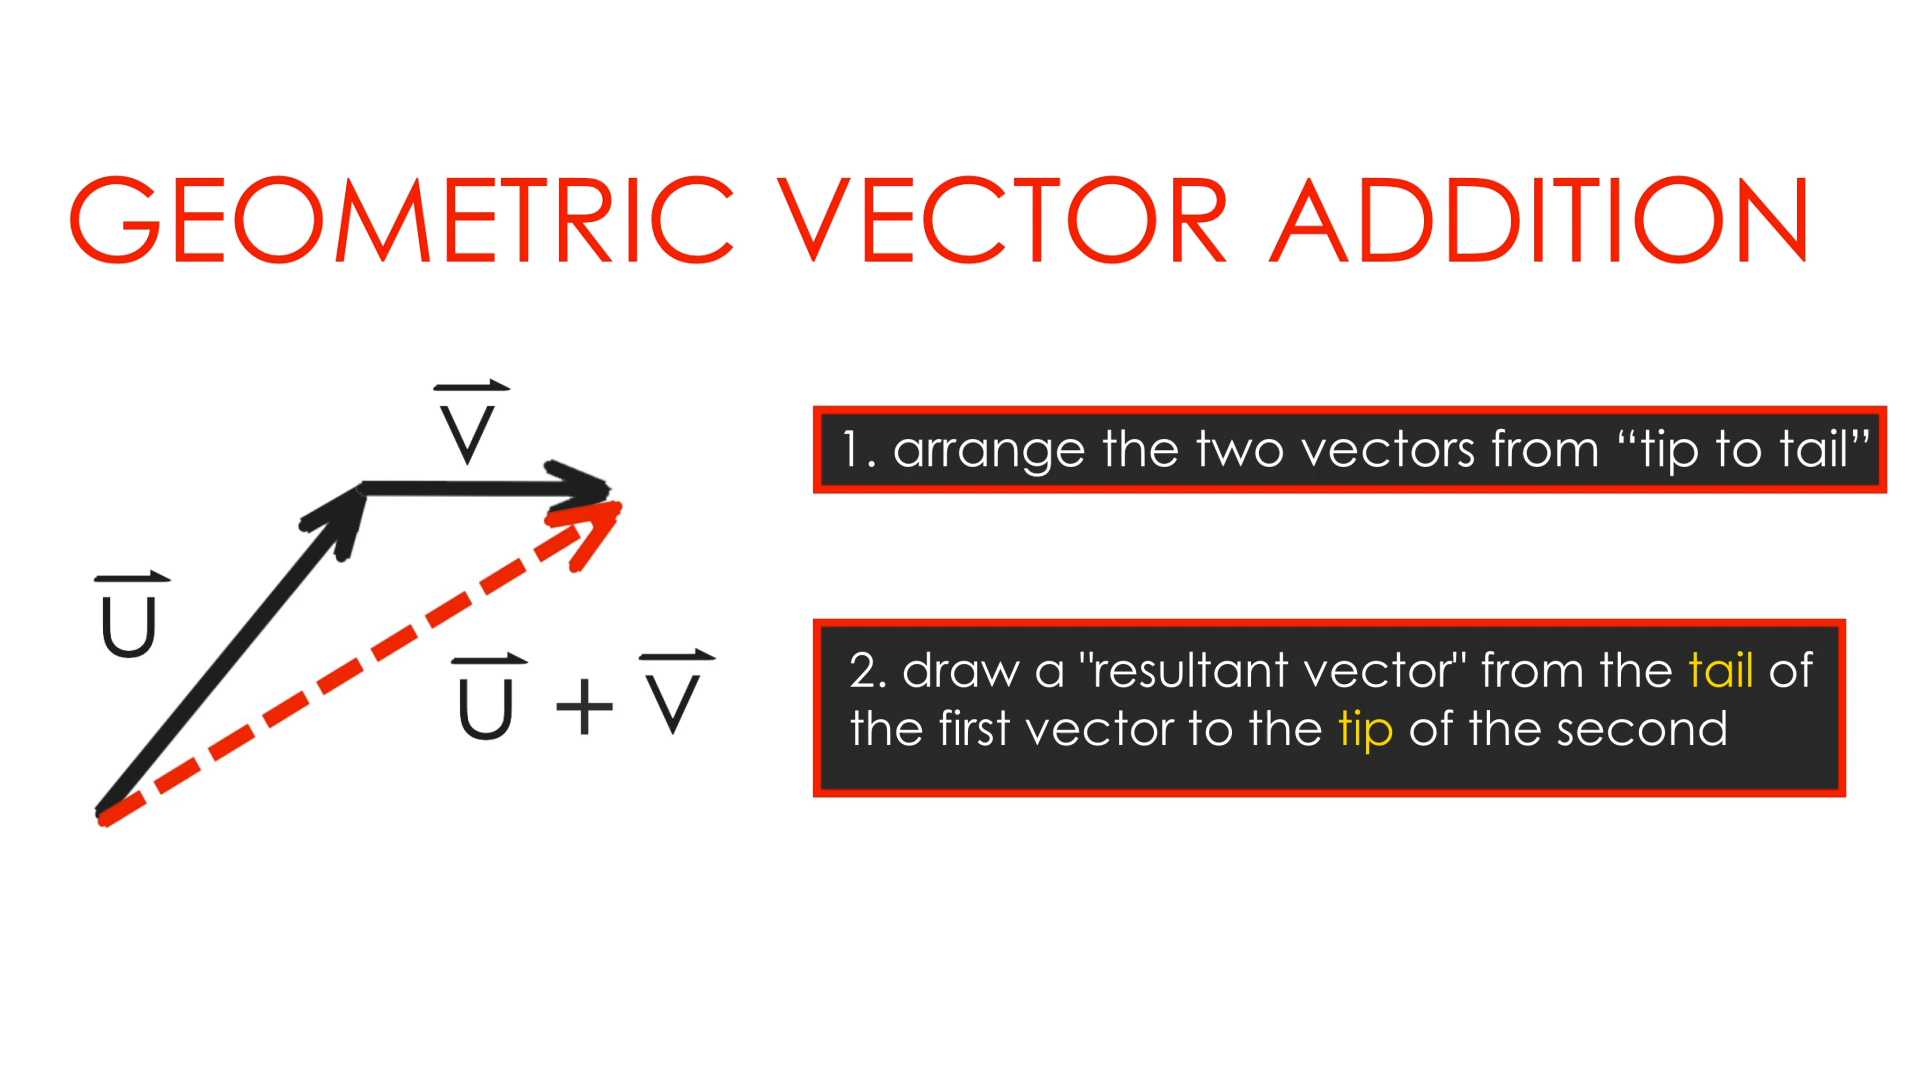 GEOMETRIC VECTOR ADDITION
V
U
U + V
1. arrange the two vectors from “tip to tail”
2. draw a "resultant vector" from the tail of
the first vector to the tip of the second